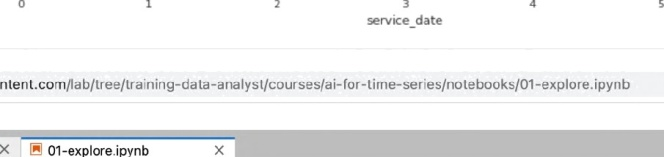 0 1 2 3 4 5
service_date
ntent.com/lab/tree/training-data-analyst/courses/ai-for-time-series/notebooks/01-explore.ipynb
01-explore.ipynb